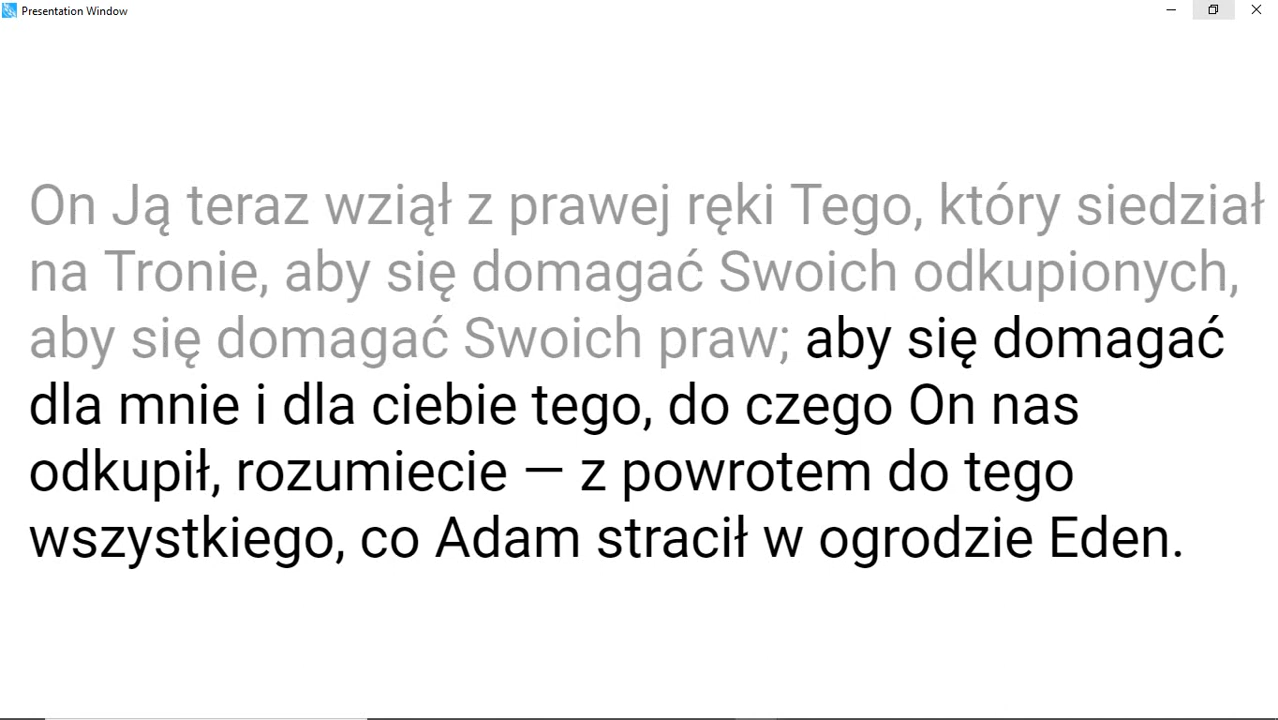 Presentation Window
On Ją teraz wziął z prawej ręki Tego, który siedział
na Tronie, aby się domagać Swoich odkupionych,
aby się domagać Swoich praw; aby się domagać
dla mnie i dla ciebie tego, do czego On nas
odkupił, rozumiecie — z powrotem do tego
wszystkiego, co Adam stracił w ogrodzie Eden.